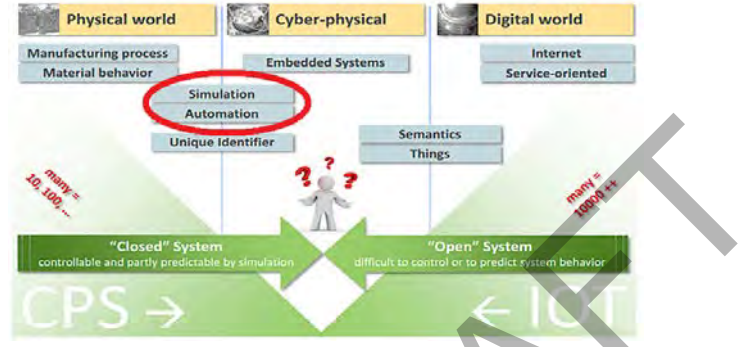 Physical world
Cyber-physical
Digital world
Manufacturing process
Material behavior
Embedded Systems
Internet
Service-oriented
Simulation
Automation
Unique Identifier
Semantics
Things
? ? ?
many =
10, 100, ...
many =
10000 ++
"Closed" System
controllable and partly predictable by simulation
"Open" System
difficult to control or to predict system behavior
CPS →
← IOT